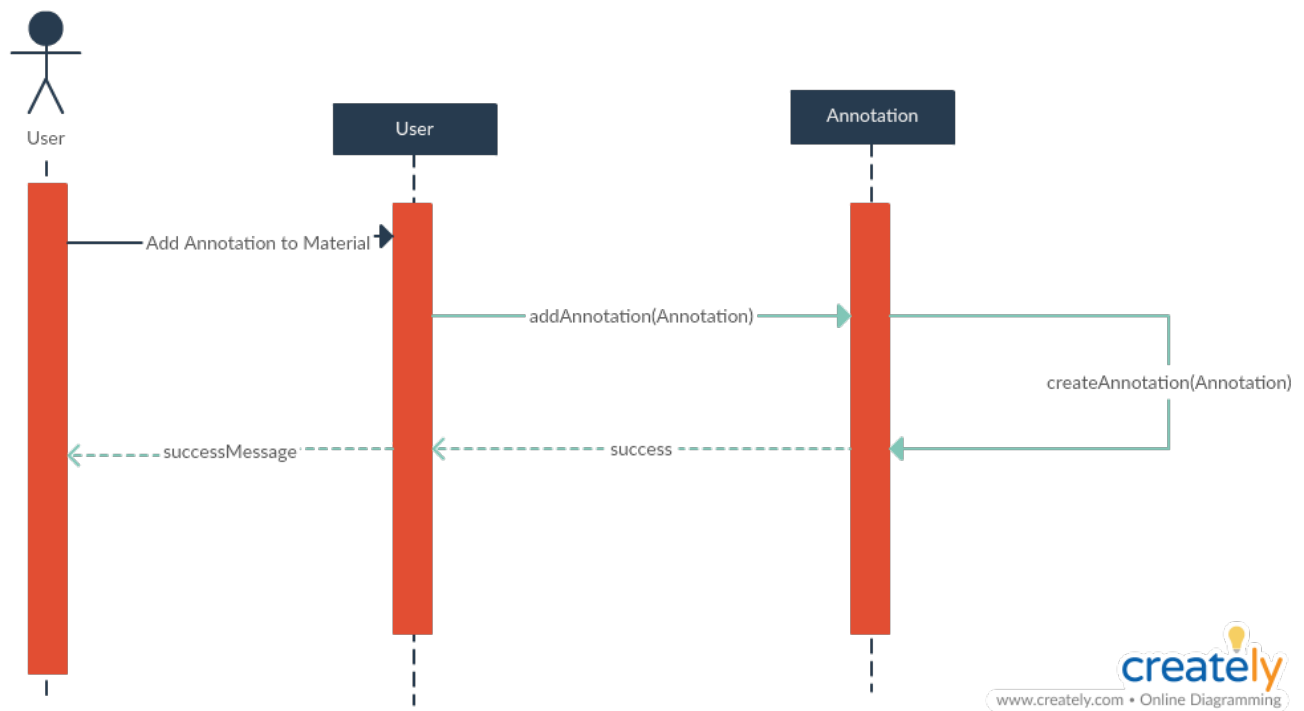 User
User
Annotation
Add Annotation to Material
addAnnotation(Annotation)
createAnnotation(Annotation)
successMessage
success
creately
www.creately.com • Online Diagramming